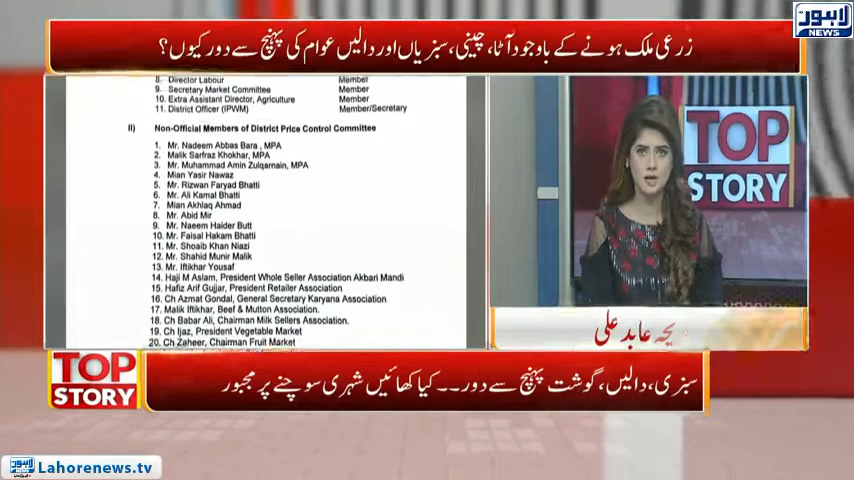 لاہور
NEWS
زرعی ملک ہونے کے باوجود آٹا، چینی، سبزیاں اور دالیں عوام کی پہنچ سے دور کیوں؟
8. Director Labour Member
9. Secretary Market Committee Member
10. Extra Assistant Director, Agriculture Member
11. District Officer (IPWM) Member/Secretary
II) Non-Official Members of District Price Control Committee
1. Mr. Nadeem Abbas Bara , MPA
2. Malik Sarfraz Khokhar, MPA
3. Mr. Muhammad Amin Zulqarnain, MPA
4. Mian Yasir Nawaz
5. Mr. Rizwan Faryad Bhatti
6. Mr. Ali Kamal Bhatti
7. Mian Akhlaq Ahmad
8. Mr. Abid Mir
9. Mr. Naeem Haider Butt
10. Mr. Faisal Hakam Bhatti
11. Mr. Shoaib Khan Niazi
12. Mr. Shahid Munir Malik
13. Mr. Iftikhar Yousaf
14. Haji M Aslam, President Whole Seller Association Akbari Mandi
15. Hafiz Arif Gujjar, President Retailer Association
16. Ch Azmat Gondal, General Secretary Karyana Association
17. Malik Iftikhar, Beef & Mutton Association.
18. Ch Babar Ali, Chairman Milk Sellers Association.
19. Ch Ijaz, President Vegetable Market
20. Ch Zaheer, Chairman Fruit Market
TOP
STORY
عابد علی
TOP
STORY
سبزی، دالیں، گوشت پہنچ سے دور۔۔۔ کیا کھائیں شہری سوچنے پر مجبور
لاہور
NEWS
Lahorenews.tv